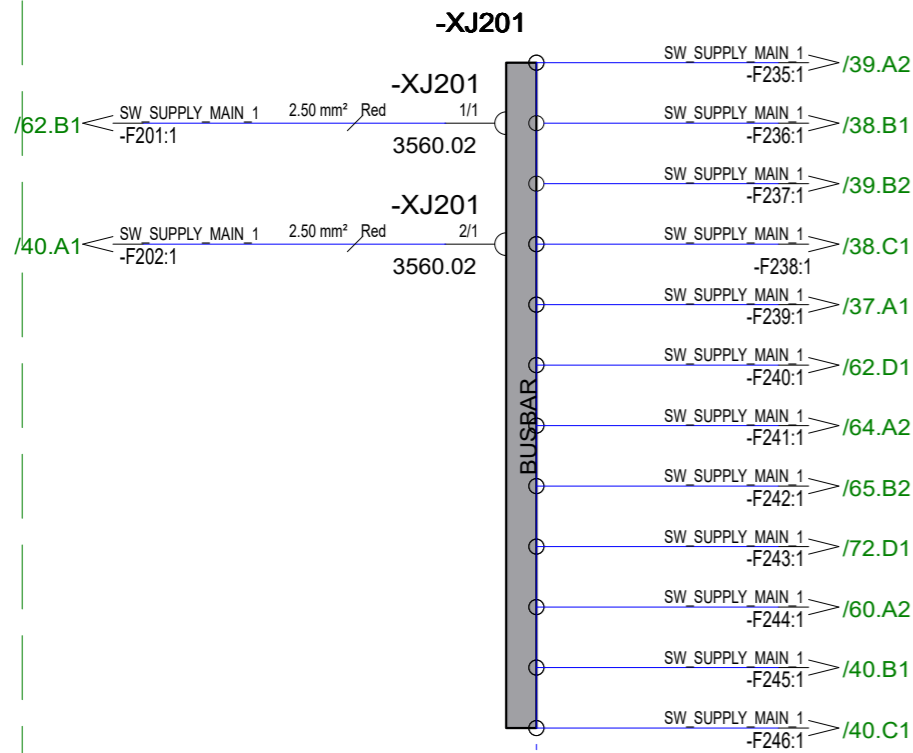 -XJ201
SW_SUPPLY_MAIN_1
-F235:1
/39.A2
-XJ201
/62.B1
SW_SUPPLY_MAIN_1
2.50 mm² Red
1/1
-F201:1
3560.02
SW_SUPPLY_MAIN_1
-F236:1
/38.B1
SW_SUPPLY_MAIN_1
-F237:1
/39.B2
-XJ201
/40.A1
SW_SUPPLY_MAIN_1
2.50 mm² Red
2/1
-F202:1
3560.02
SW_SUPPLY_MAIN_1
-F238:1
/38.C1
SW_SUPPLY_MAIN_1
-F239:1
/37.A1
SW_SUPPLY_MAIN_1
-F240:1
/62.D1
BUSBAR
SW_SUPPLY_MAIN_1
-F241:1
/64.A2
SW_SUPPLY_MAIN_1
-F242:1
/65.B2
SW_SUPPLY_MAIN_1
-F243:1
/72.D1
SW_SUPPLY_MAIN_1
-F244:1
/60.A2
SW_SUPPLY_MAIN_1
-F245:1
/40.B1
SW_SUPPLY_MAIN_1
-F246:1
/40.C1